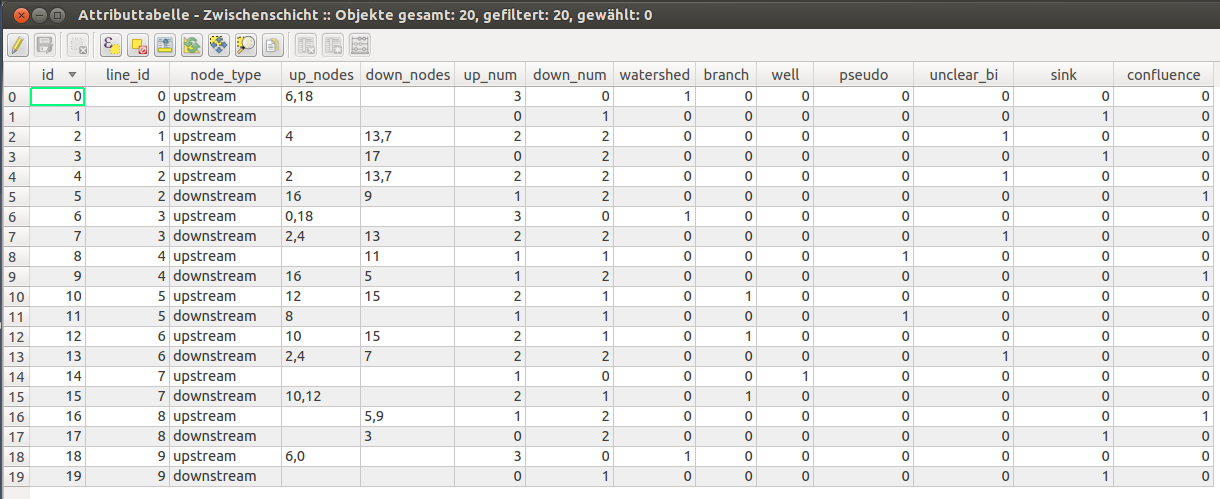 Attributtabelle - Zwischenschicht :: Objekte gesamt: 20, gefiltert: 20, gewählt: 0
id line_id node_type up_nodes down_nodes up_num down_num watershed branch well pseudo unclear_bi sink confluence
0 0 0 upstream 6,18 3 0 1 0 0 0 0 0 0
1 1 0 downstream 0 1 0 0 0 0 0 1 0
2 2 1 upstream 4 13,7 2 2 0 0 0 0 1 0 0
3 3 1 downstream 17 0 2 0 0 0 0 0 1 0
4 4 2 upstream 2 13,7 2 2 0 0 0 0 1 0 0
5 5 2 downstream 16 9 1 2 0 0 0 0 0 0 1
6 6 3 upstream 0,18 3 0 1 0 0 0 0 0 0
7 7 3 downstream 2,4 13 2 2 0 0 0 0 1 0 0
8 8 4 upstream 11 1 1 0 0 0 1 0 0 0
9 9 4 downstream 16 5 1 2 0 0 0 0 0 0 1
10 10 5 upstream 12 15 2 1 0 1 0 0 0 0 0
11 11 5 downstream 8 1 1 0 0 0 1 0 0 0
12 12 6 upstream 10 15 2 1 0 1 0 0 0 0 0
13 13 6 downstream 2,4 7 2 2 0 0 0 0 1 0 0
14 14 7 upstream 1 0 0 0 1 0 0 0 0
15 15 7 downstream 10,12 2 1 0 1 0 0 0 0 0
16 16 8 upstream 5,9 1 2 0 0 0 0 0 0 1
17 17 8 downstream 3 0 2 0 0 0 0 0 1 0
18 18 9 upstream 6,0 3 0 1 0 0 0 0 0 0
19 19 9 downstream 0 1 0 0 0 0 0 1 0